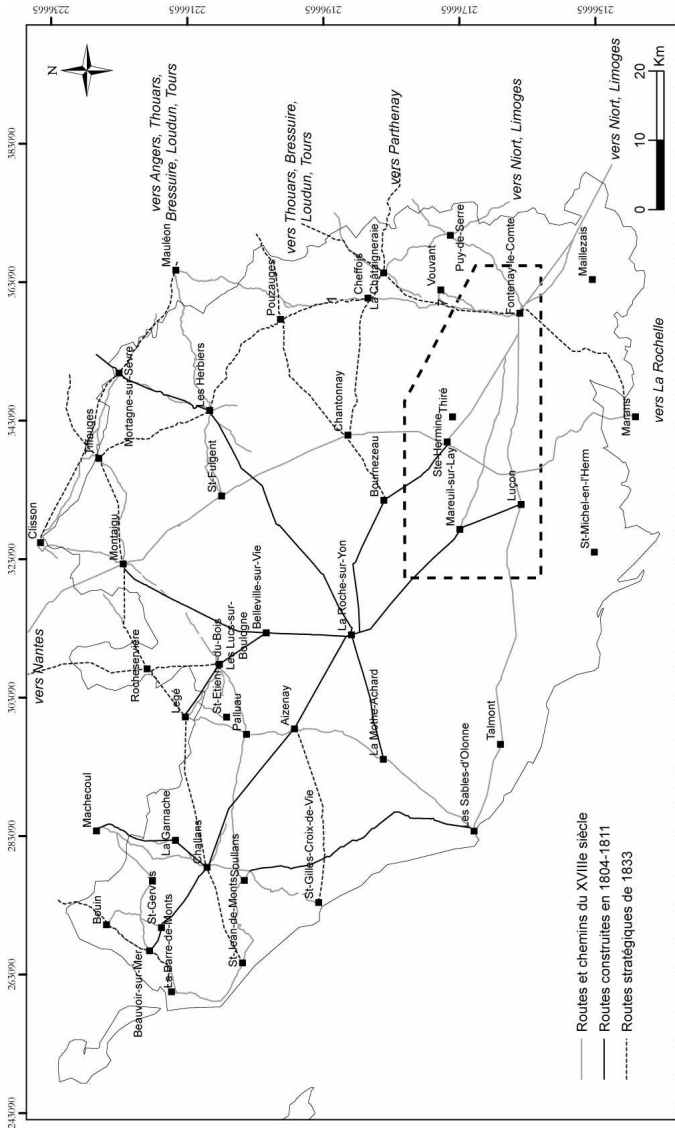 243090
263090
283090
303090
323090
343090
363090
383090
223665
221665
219665
217665
215665
N
vers Nantes
vers Angers, Thouars,
Bressuire, Loudun, Tours
vers Thouars, Bressuire,
Loudun, Tours
vers Parthenay
vers Niort, Limoges
vers Niort, Limoges
vers La Rochelle
Clisson
Tiffauges
Mortagne-sur-Sèvre
Mauléon
Montaigu
Rocheservière
Machecoul
Bouin
La Garnache
St-Gervais
Beauvoir-sur-Mer
La Barre-de-Monts
Legé
St-Etienne-du-Bois
Les Lucs-sur-
Boulogne
Belleville-sur-Vie
St-Fulgent
Les Herbiers
Challans
Palluau
Soullans
St-Jean-de-Monts
Aizenay
Pouzauges
St-Gilles-Croix-de-Vie
La Roche-sur-Yon
Chantonnay
Cheffois
La Châtaigneraie
La Mothe-Achard
Bournezeau
Vouvant
Puy-de-Serre
Ste-Hermine
Thiré
Mareuil-sur-Lay
Les Sables-d'Olonne
Talmont
Luçon
Fontenay-le-Comte
St-Michel-en-l'Herm
Maillezais
Marans
Routes et chemins du XVIIIe siècle
Routes construites en 1804-1811
Routes stratégiques de 1833
0 10 20
Km